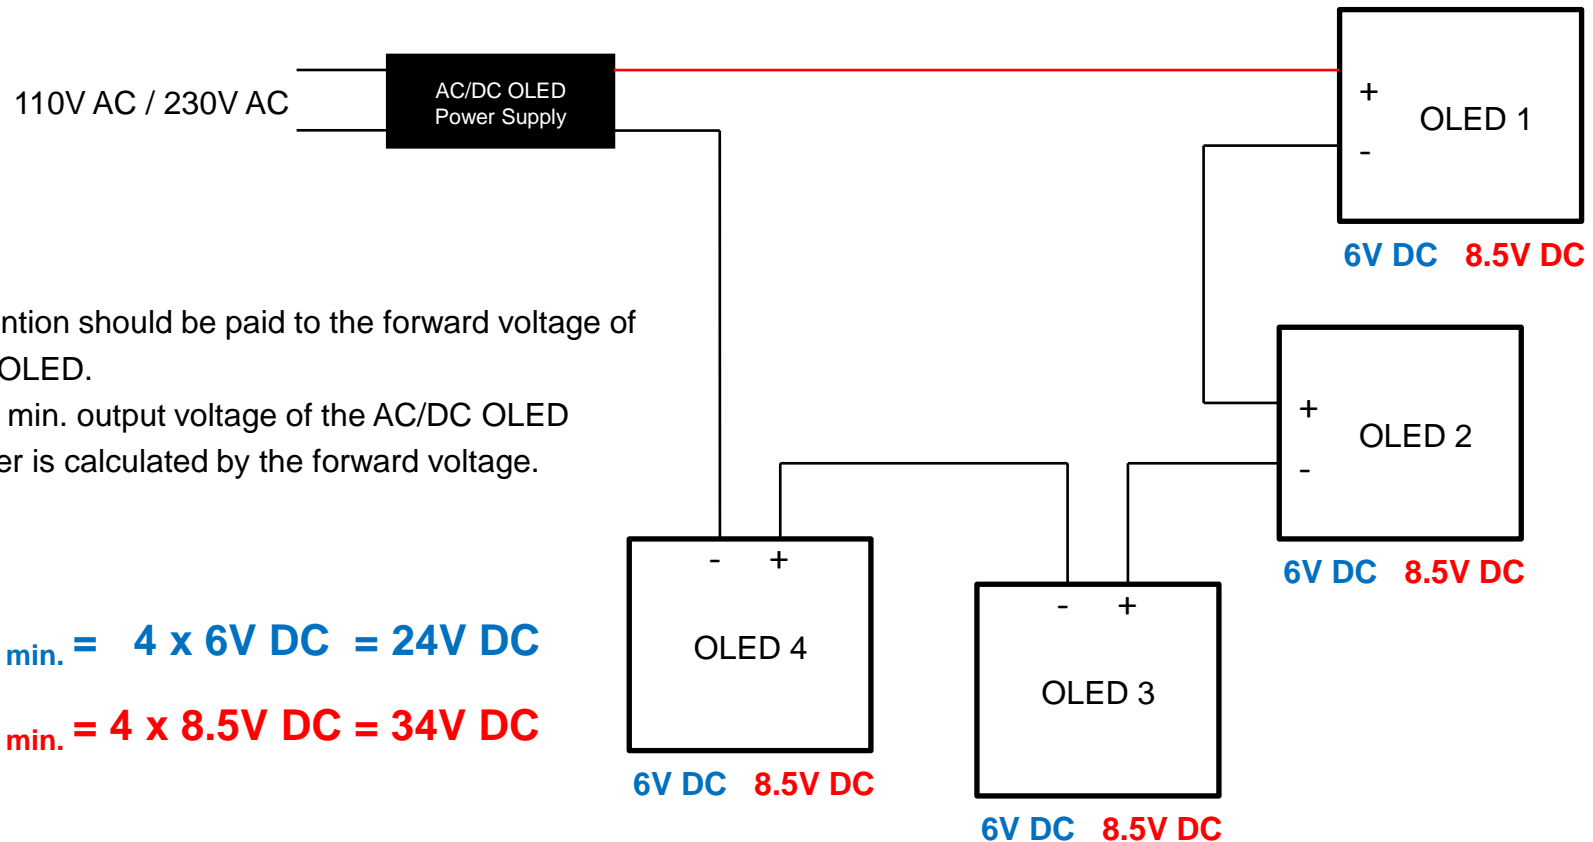 110V AC / 230V AC
AC/DC OLED
Power Supply
+
-
OLED 1
6V DC 8.5V DC
ntion should be paid to the forward voltage of
OLED.
min. output voltage of the AC/DC OLED
er is calculated by the forward voltage.
+
-
OLED 2
6V DC 8.5V DC
- +
OLED 4
6V DC 8.5V DC
- +
OLED 3
6V DC 8.5V DC
min. = 4 x 6V DC = 24V DC
min. = 4 x 8.5V DC = 34V DC